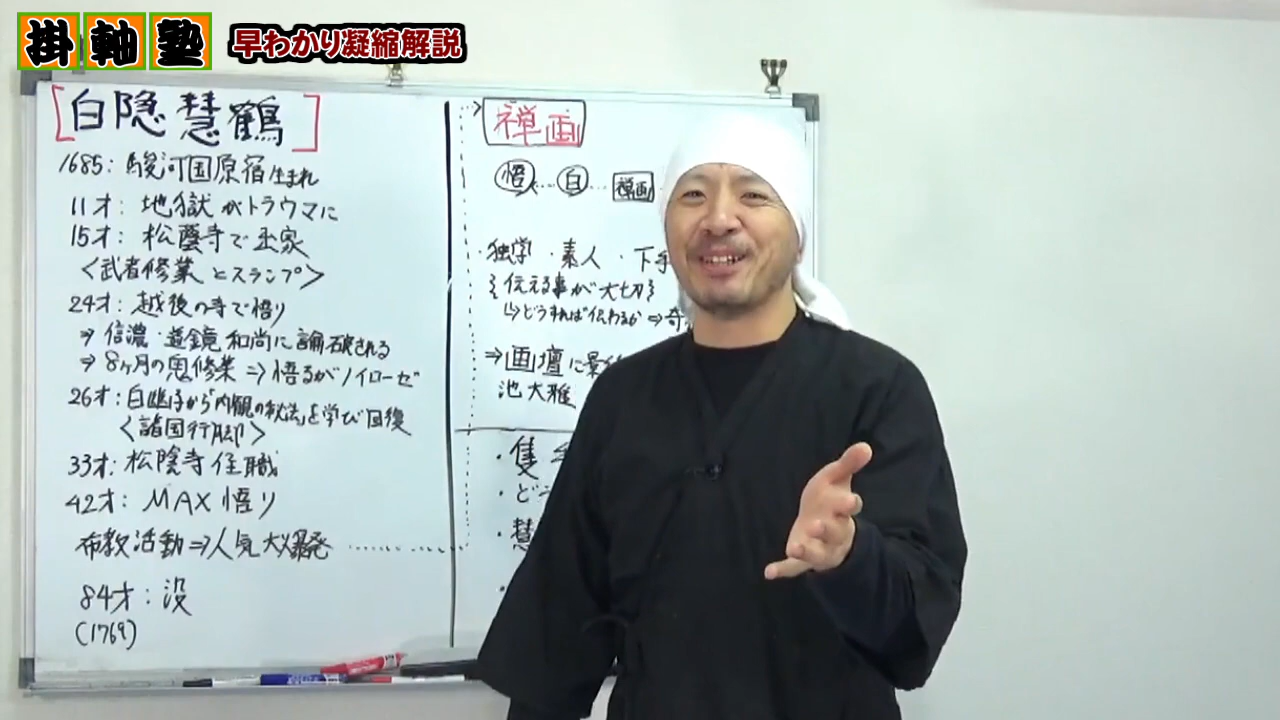 掛軸塾
早わかり凝縮解説
[白隠慧鶴]
1685:駿河国原宿生まれ
11才:地獄がトラウマに
15才:松蔭寺で出家
<武者修業とスランプ>
24才:越後の寺で悟り
⇒信濃・道鏡和尚に論破される
⇒8ヶ月の鬼修業⇒悟るがノイローゼ
26才:白幽子から「内観の秘法」を学び回復
<諸国行脚>
33才:松陰寺住職
42才:MAX悟り
布教活動⇒人気大爆発
84才:没
(1769)
禅画
悟 白 禅画
独学・素人・下手
伝える事が大切
どうすれば伝わるか⇒奇
⇒画壇に影
池大雅
・隻
・ど
・慧